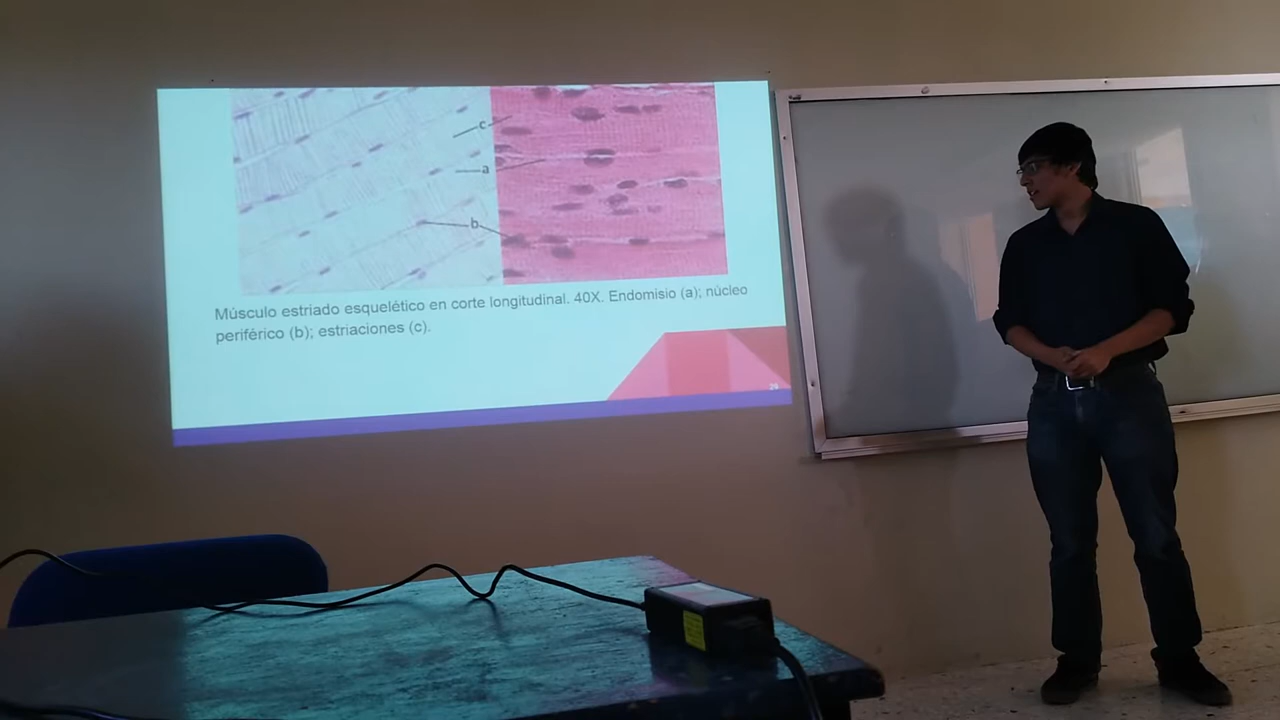 c
a
b
Músculo estriado esquelético en corte longitudinal. 40X. Endomisio (a); núcleo
periférico (b); estriaciones (c).